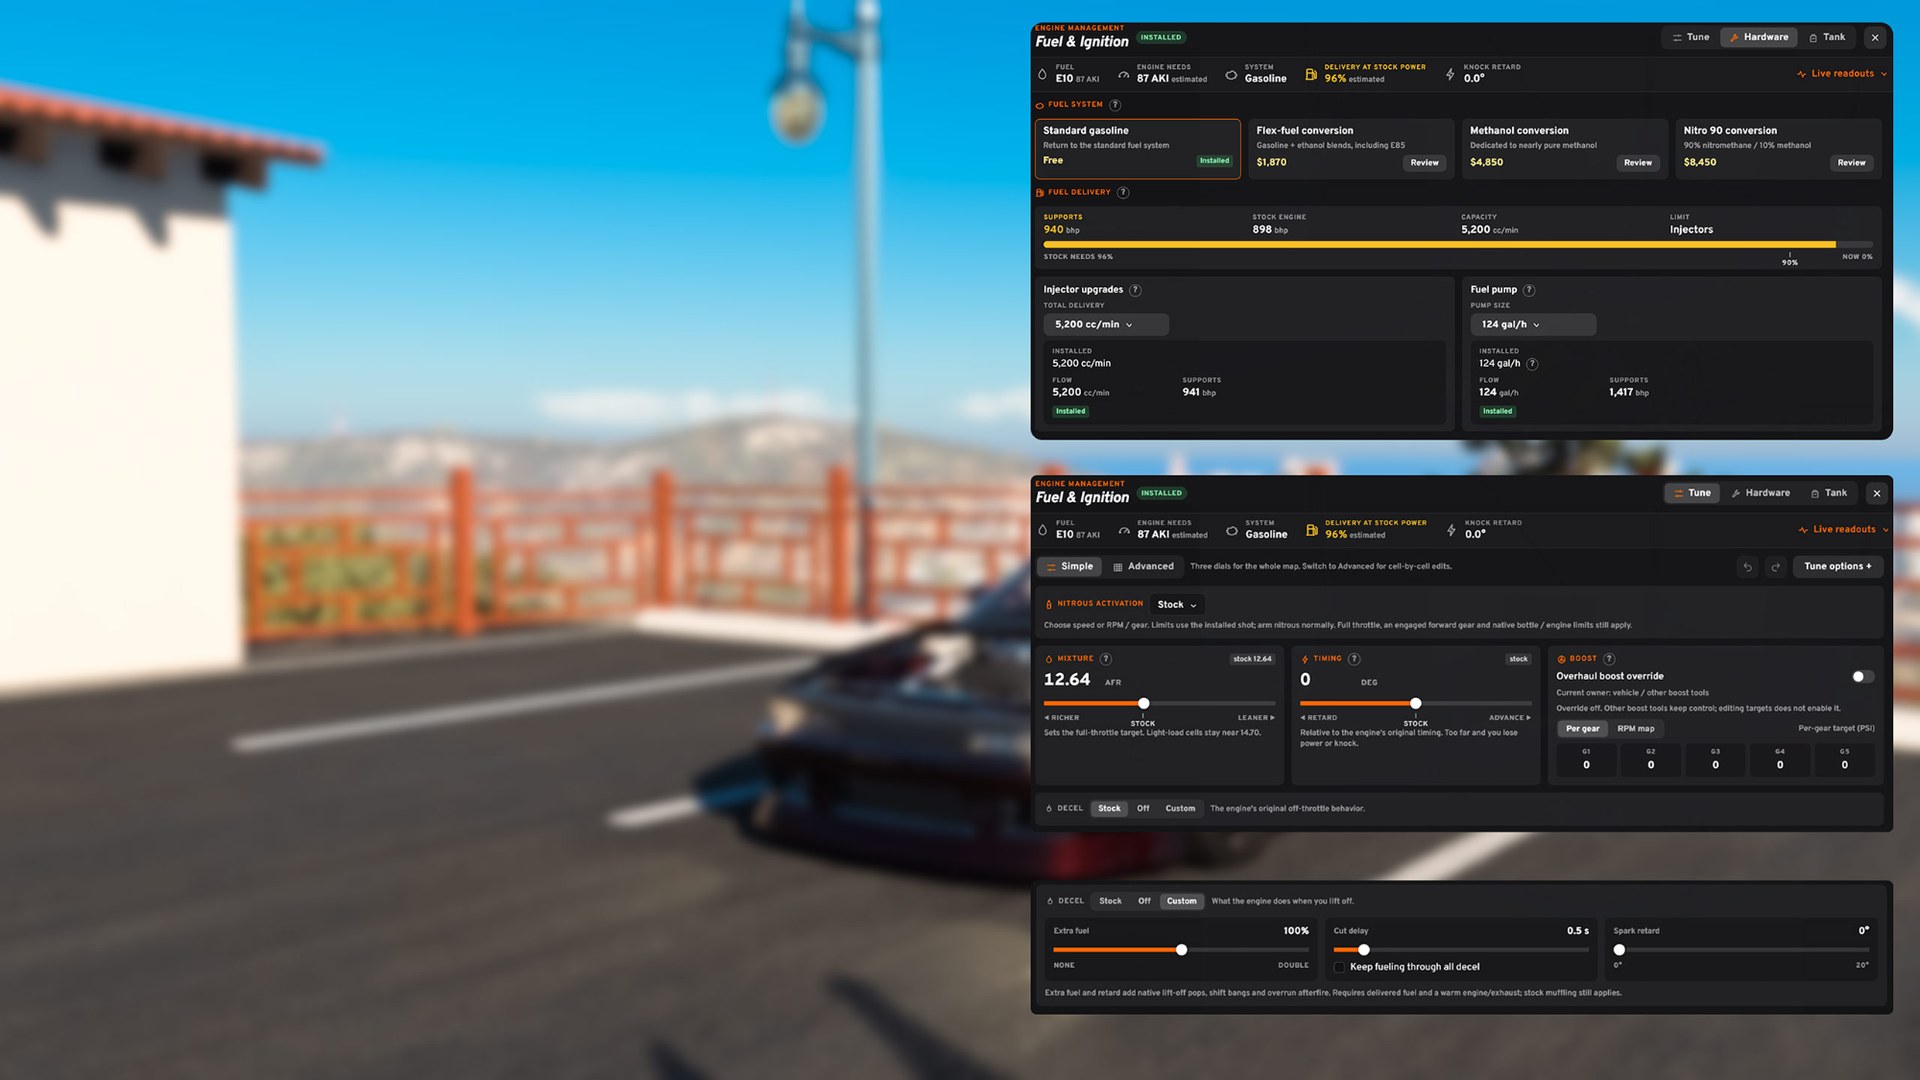 ENGINE MANAGEMENT
Fuel & Ignition INSTALLED Tune Hardware Tank
FUEL ENGINE NEEDS SYSTEM DELIVERY AT STOCK POWER KNOCK RETARD
E10 87 AKI 87 AKI estimated Gasoline 96% estimated 0.0° Live readouts
FUEL SYSTEM ?
Standard gasoline Flex-fuel conversion Methanol conversion Nitro 90 conversion
Return to the standard fuel system Gasoline + ethanol blends, including E85 Dedicated to nearly pure methanol 90% nitromethane / 10% methanol
Free Installed $1,870 Review $4,850 Review $8,450 Review
FUEL DELIVERY ?
SUPPORTS STOCK ENGINE CAPACITY LIMIT
940 bhp 898 bhp 5,200 cc/min Injectors
STOCK NEEDS 96% 90% NOW 0%
Injector upgrades ? Fuel pump ?
TOTAL DELIVERY PUMP SIZE
5,200 cc/min 124 gal/h
INSTALLED INSTALLED
5,200 cc/min 124 gal/h ?
FLOW SUPPORTS FLOW SUPPORTS
5,200 cc/min 941 bhp 124 gal/h 1,417 bhp
Installed Installed
ENGINE MANAGEMENT
Fuel & Ignition INSTALLED Tune Hardware Tank
FUEL ENGINE NEEDS SYSTEM DELIVERY AT STOCK POWER KNOCK RETARD
E10 87 AKI 87 AKI estimated Gasoline 96% estimated 0.0° Live readouts
Simple Advanced Three dials for the whole map. Switch to Advanced for cell-by-cell edits. Tune options +
NITROUS ACTIVATION Stock
Choose speed or RPM / gear. Limits use the installed shot; arm nitrous normally. Full throttle, an engaged forward gear and native bottle / engine limits still apply.
MIXTURE ? stock 12.64 TIMING ? stock BOOST ?
12.64 AFR 0 DEG Overhaul boost override
Current owner: vehicle / other boost tools
Override off. Other boost tools keep control; editing targets does not enable it.
RICHER STOCK LEANER RETARD STOCK ADVANCE
Sets the full-throttle target. Light-load cells stay near 14.70. Relative to the engine's original timing. Too far and you lose power or knock.
Per gear RPM map Per-gear target (PSI)
G1 G2 G3 G4 G5
0 0 0 0 0
DECEL Stock Off Custom The engine's original off-throttle behavior.
DECEL Stock Off Custom What the engine does when you lift off.
Extra fuel 100% Cut delay 0.5 s Spark retard 0°
NONE DOUBLE Keep fueling through all decel 0° 20°
Extra fuel and retard add native lift-off pops, shift bangs and overrun afterfire. Requires delivered fuel and a warm engine/exhaust; stock muffling still applies.